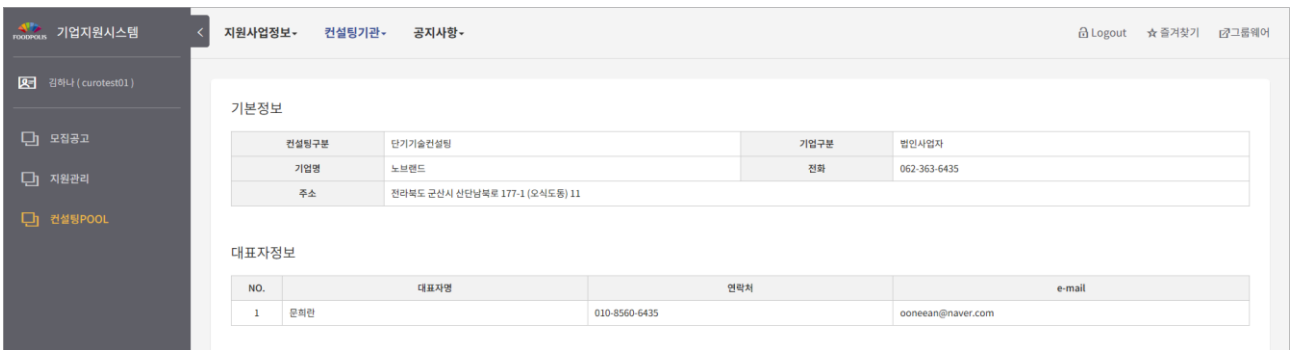 FOODPOLIS 기업지원시스템 < 지원사업정보 컨설팅기관 공지사항 Logout 즐겨찾기 그룹웨어
김하나 ( curotest01 )
모집공고
지원관리
컨설팅POOL
기본정보
컨설팅구분 단기기술컨설팅 기업구분 법인사업자
기업명 노브랜드 전화 062-363-6435
주소 전라북도 군산시 산단남북로 177-1 (오식도동) 11
대표자정보
NO. 대표자명 연락처 e-mail
1 문희란 010-8560-6435 ooneean@naver.com